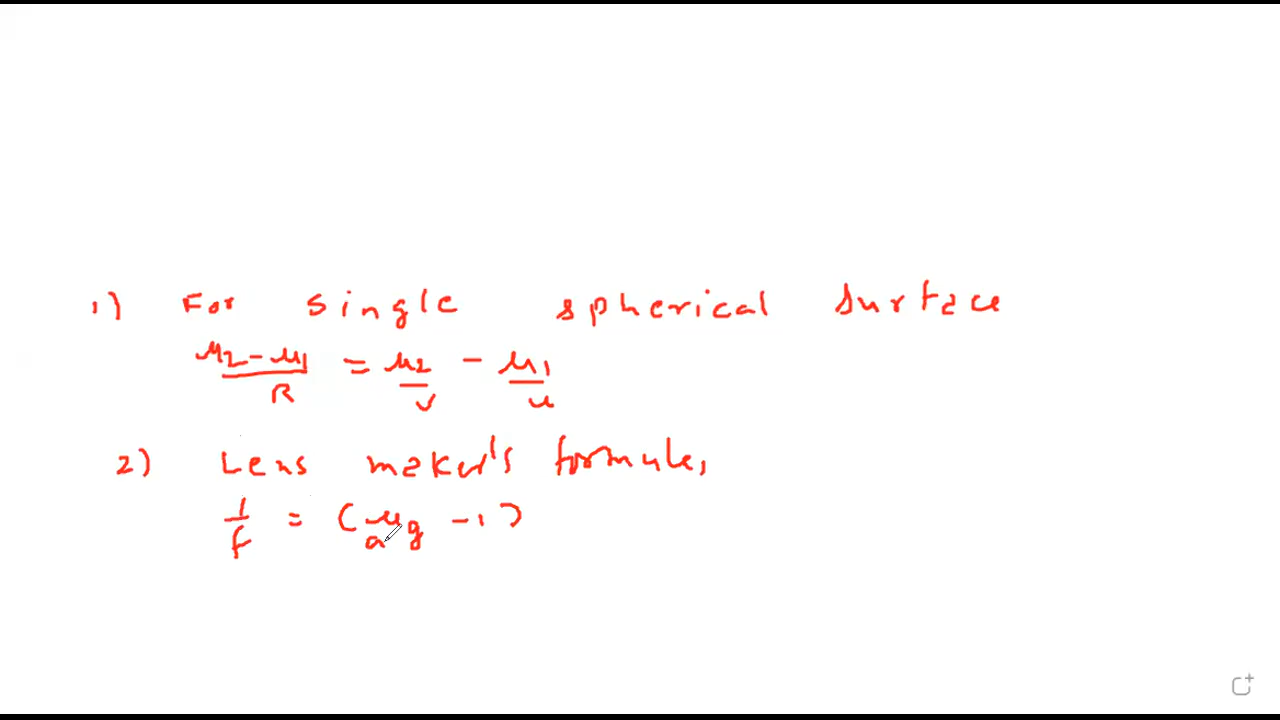 1) For single spherical surface
μ2 - μ1 / R = μ2 / v - μ1 / u
2) Lens maker's formula,
1 / f = ( aμg - 1 )